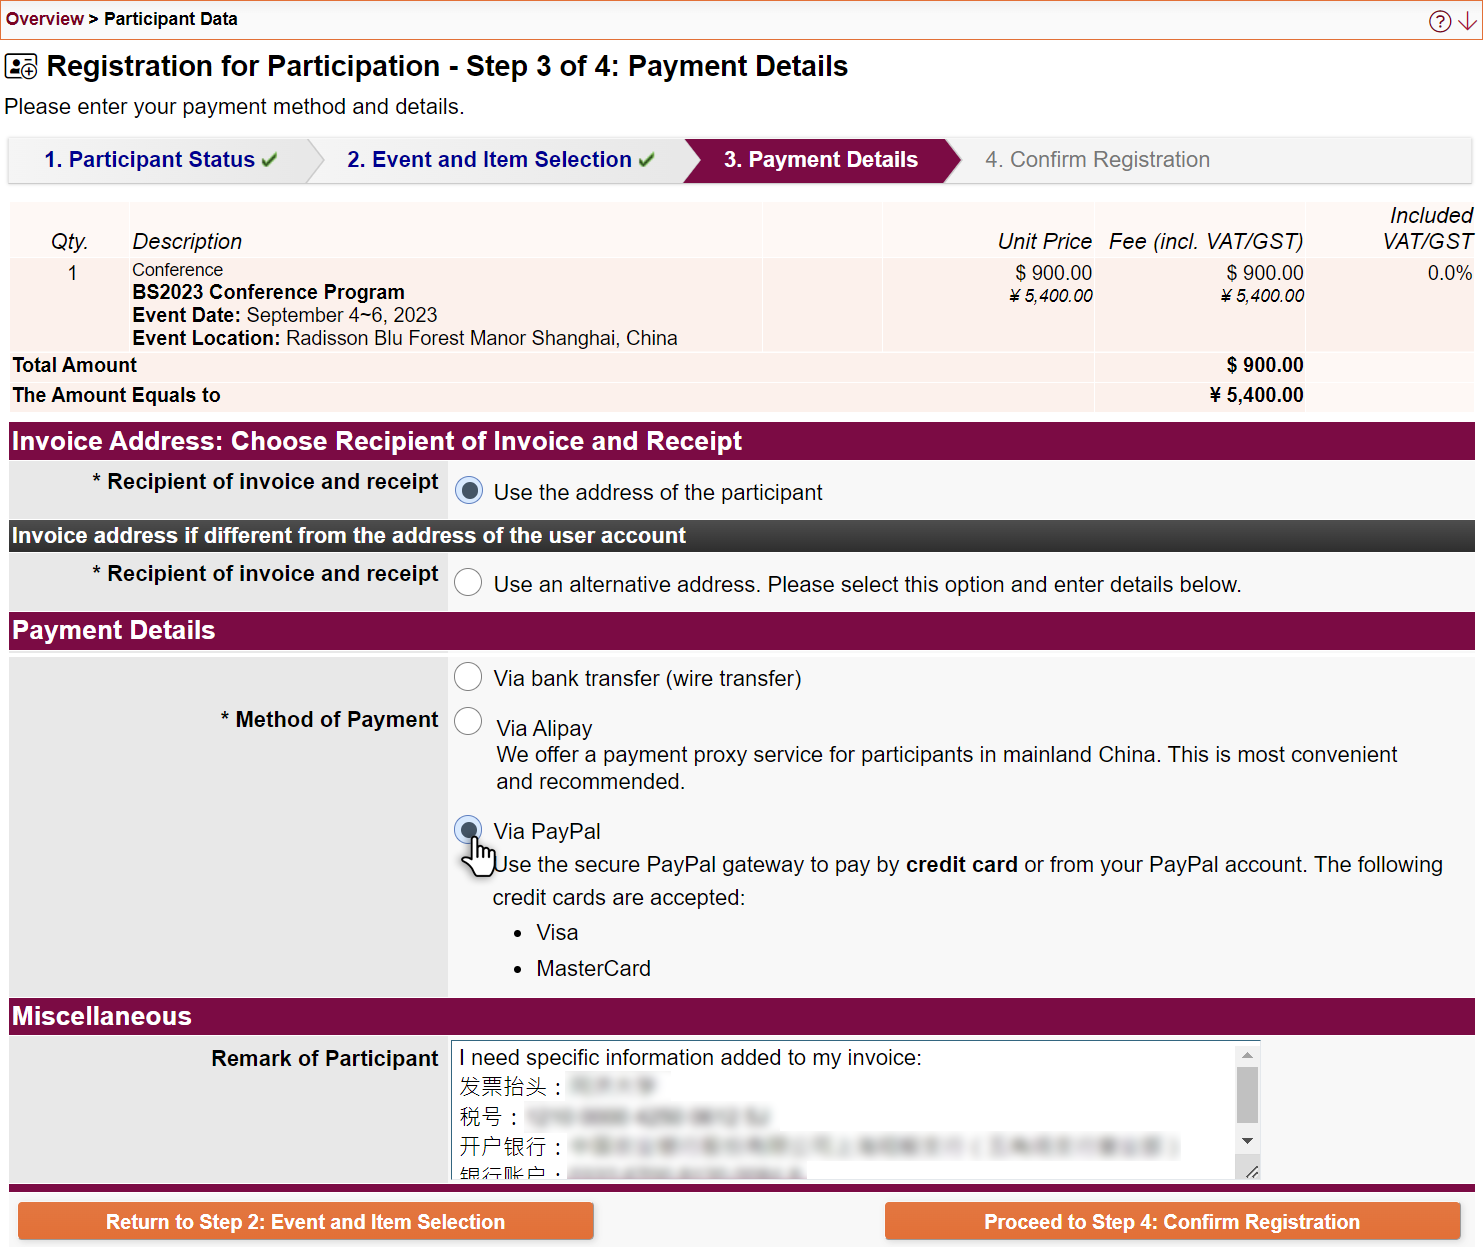 Overview > Participant Data
Registration for Participation - Step 3 of 4: Payment Details
Please enter your payment method and details.
1. Participant Status
2. Event and Item Selection
3. Payment Details
4. Confirm Registration
Qty. Description Unit Price Fee (incl. VAT/GST) Included VAT/GST
1 Conference $ 900.00 $ 900.00 0.0%
BS2023 Conference Program ¥ 5,400.00 ¥ 5,400.00
Event Date: September 4~6, 2023
Event Location: Radisson Blu Forest Manor Shanghai, China
Total Amount $ 900.00
The Amount Equals to ¥ 5,400.00
Invoice Address: Choose Recipient of Invoice and Receipt
* Recipient of invoice and receipt Use the address of the participant
Invoice address if different from the address of the user account
* Recipient of invoice and receipt Use an alternative address. Please select this option and enter details below.
Payment Details
Via bank transfer (wire transfer)
* Method of Payment
Via Alipay
We offer a payment proxy service for participants in mainland China. This is most convenient
and recommended.
Via PayPal
Use the secure PayPal gateway to pay by credit card or from your PayPal account. The following
credit cards are accepted:
• Visa
• MasterCard
Miscellaneous
Remark of Participant I need specific information added to my invoice:
发票抬头：
税号：
开户银行：
银行账户：
Return to Step 2: Event and Item Selection
Proceed to Step 4: Confirm Registration